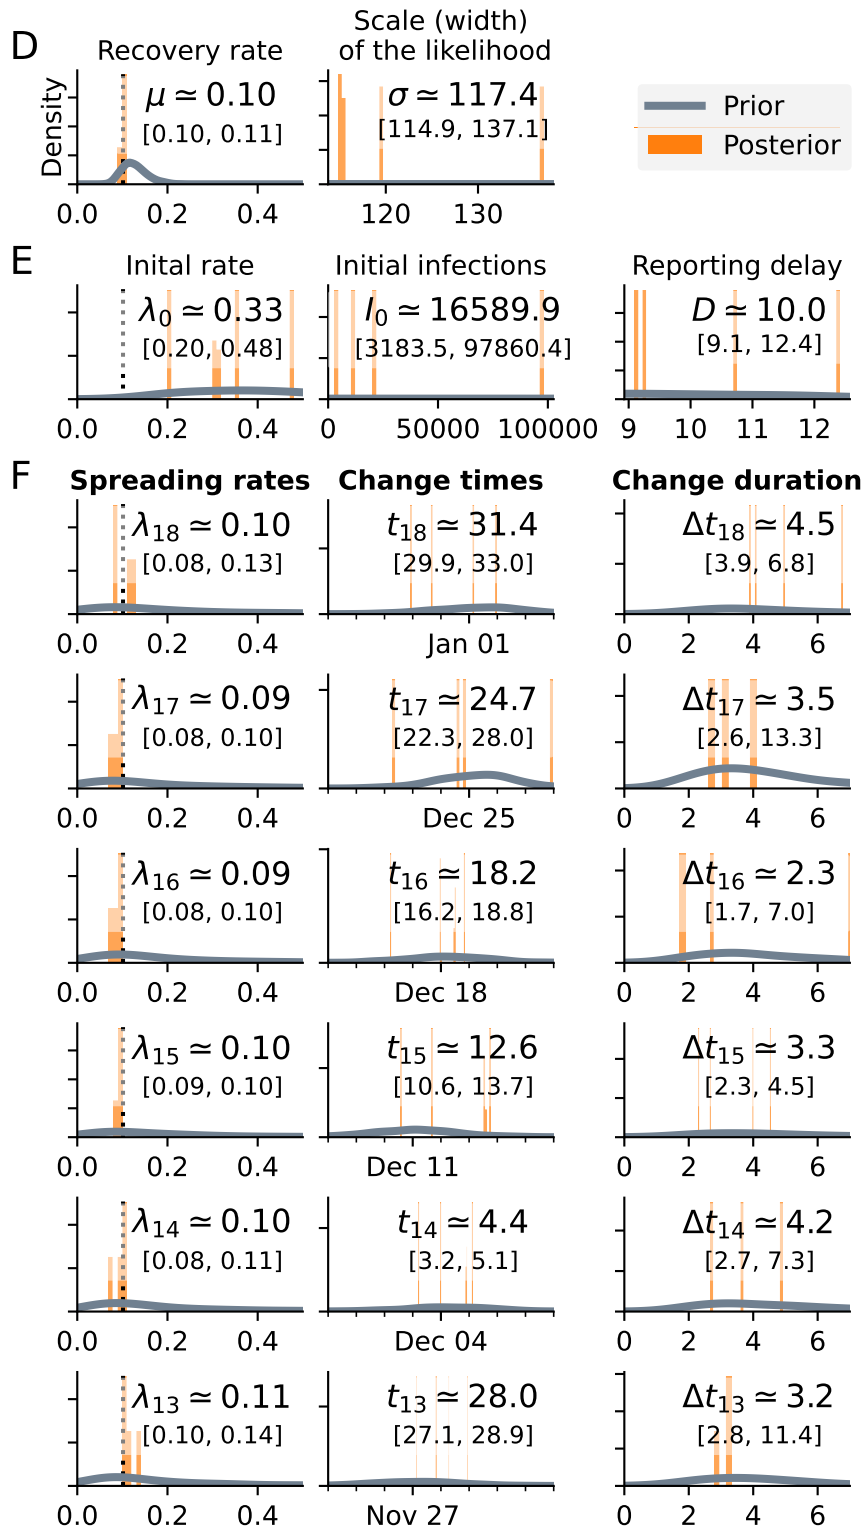 D
Recovery rate
Scale (width)
of the likelihood
Density
μ ≃ 0.10
[0.10, 0.11]
0.0 0.2 0.4
σ ≃ 117.4
[114.9, 137.1]
120 130
Prior
Posterior
E
Inital rate
λ0 ≃ 0.33
[0.20, 0.48]
0.0 0.2 0.4
Initial infections
I0 ≃ 16589.9
[3183.5, 97860.4]
0 50000 100000
Reporting delay
D ≃ 10.0
[9.1, 12.4]
9 10 11 12
F
Spreading rates
Change times
Change duration
λ18 ≃ 0.10
[0.08, 0.13]
0.0 0.2 0.4
t18 ≃ 31.4
[29.9, 33.0]
Jan 01
Δt18 ≃ 4.5
[3.9, 6.8]
0 2 4 6
λ17 ≃ 0.09
[0.08, 0.10]
0.0 0.2 0.4
t17 ≃ 24.7
[22.3, 28.0]
Dec 25
Δt17 ≃ 3.5
[2.6, 13.3]
0 2 4 6
λ16 ≃ 0.09
[0.08, 0.10]
0.0 0.2 0.4
t16 ≃ 18.2
[16.2, 18.8]
Dec 18
Δt16 ≃ 2.3
[1.7, 7.0]
0 2 4 6
λ15 ≃ 0.10
[0.09, 0.10]
0.0 0.2 0.4
t15 ≃ 12.6
[10.6, 13.7]
Dec 11
Δt15 ≃ 3.3
[2.3, 4.5]
0 2 4 6
λ14 ≃ 0.10
[0.08, 0.11]
0.0 0.2 0.4
t14 ≃ 4.4
[3.2, 5.1]
Dec 04
Δt14 ≃ 4.2
[2.7, 7.3]
0 2 4 6
λ13 ≃ 0.11
[0.10, 0.14]
0.0 0.2 0.4
t13 ≃ 28.0
[27.1, 28.9]
Nov 27
Δt13 ≃ 3.2
[2.8, 11.4]
0 2 4 6